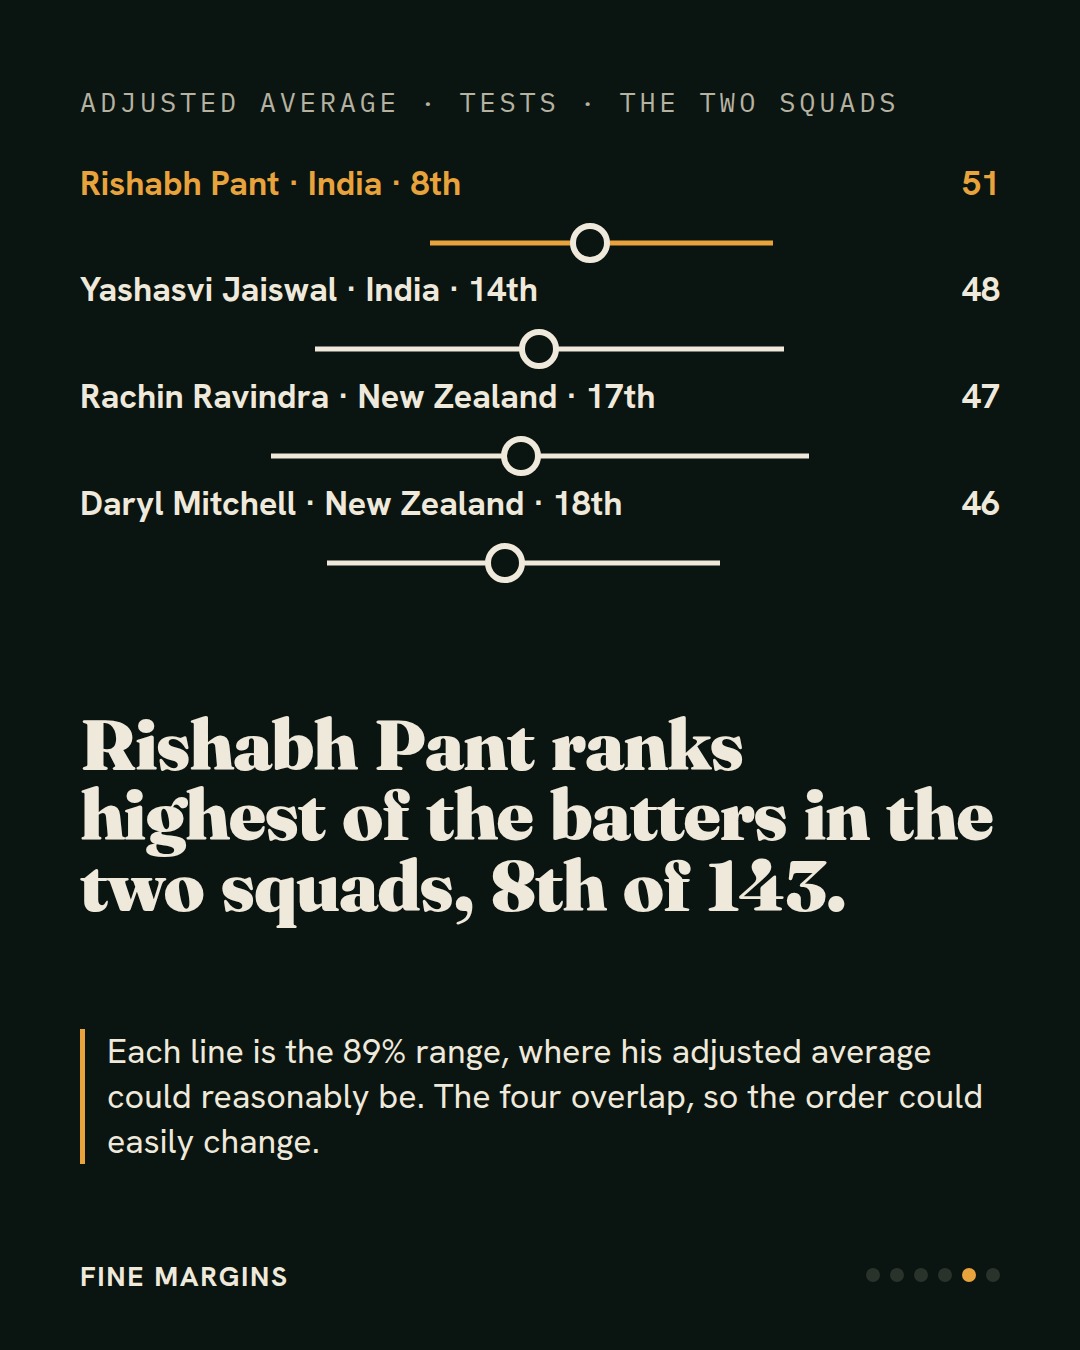 ADJUSTED AVERAGE · TESTS · THE TWO SQUADS
Rishabh Pant · India · 8th 51
Yashasvi Jaiswal · India · 14th 48
Rachin Ravindra · New Zealand · 17th 47
Daryl Mitchell · New Zealand · 18th 46
Rishabh Pant ranks
highest of the batters in the
two squads, 8th of 143.
Each line is the 89% range, where his adjusted average
could reasonably be. The four overlap, so the order could
easily change.
FINE MARGINS